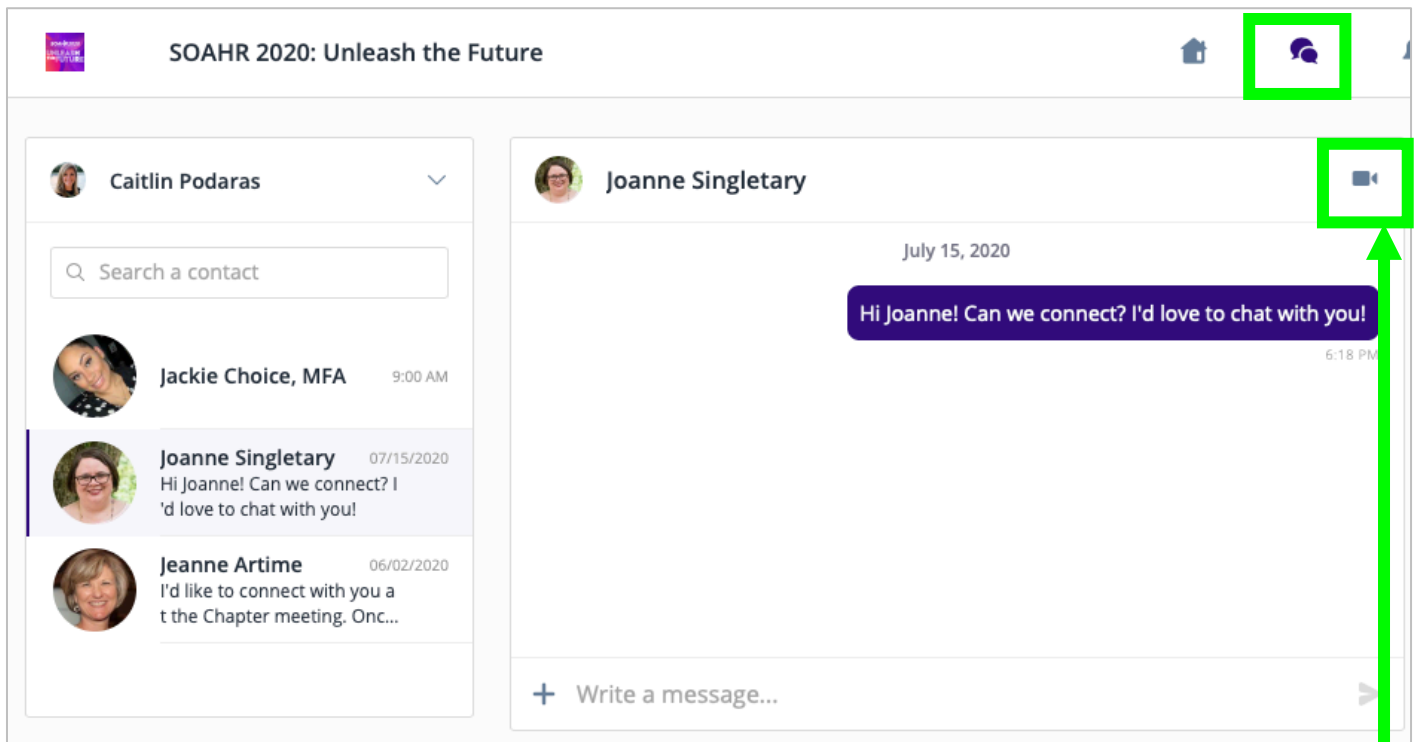 SOAHR 2020: Unleash the Future
UNLEASH
THE FUTURE
Caitlin Podaras
Search a contact
Jackie Choice, MFA 9:00 AM
Joanne Singletary 07/15/2020
Hi Joanne! Can we connect? I
'd love to chat with you!
Jeanne Artime 06/02/2020
I'd like to connect with you a
t the Chapter meeting. Onc...
Joanne Singletary
July 15, 2020
Hi Joanne! Can we connect? I'd love to chat with you!
6:18 PM
Write a message...